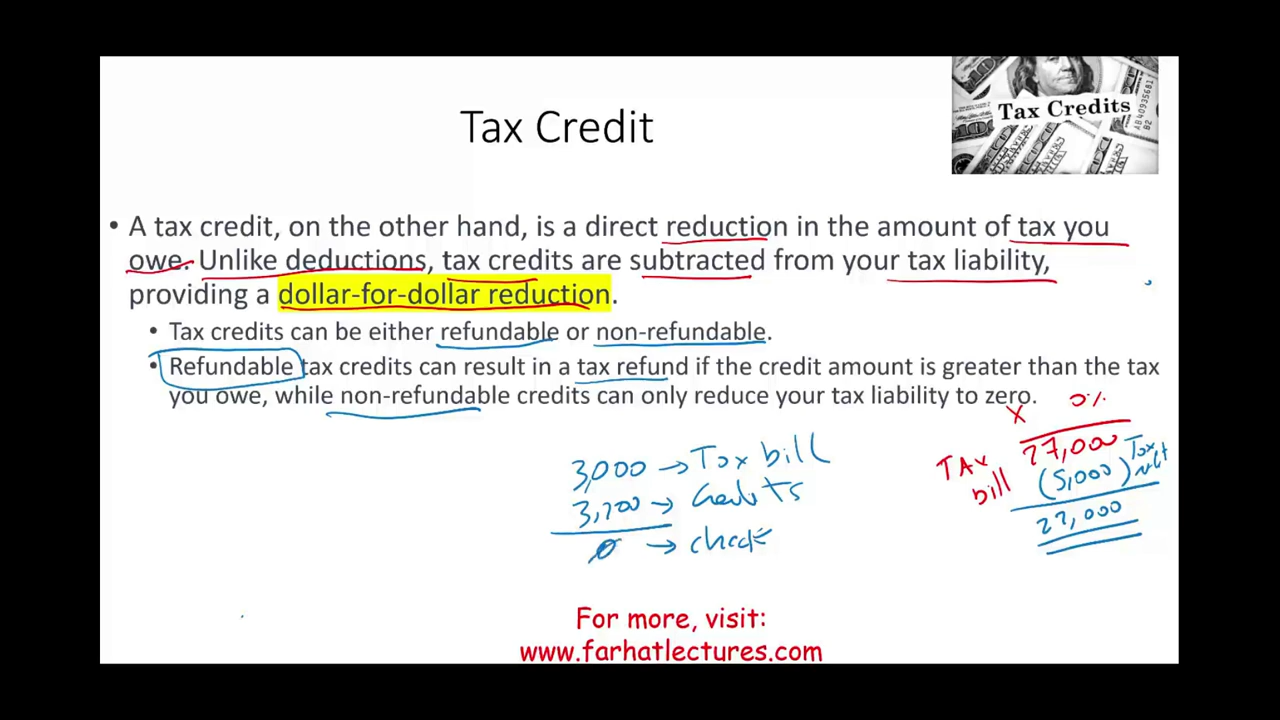 Tax Credits
AB40935681
B2
Tax Credit
• A tax credit, on the other hand, is a direct reduction in the amount of tax you
owe. Unlike deductions, tax credits are subtracted from your tax liability,
providing a dollar-for-dollar reduction.
• Tax credits can be either refundable or non-refundable.
• Refundable tax credits can result in a tax refund if the credit amount is greater than the tax
you owe, while non-refundable credits can only reduce your tax liability to zero.
X 0%
TAX bill 27,000
(5,000) Tax
22,000
3,000 → Tax bill
→ credits
0 → check
For more, visit:
www.farhatlectures.com